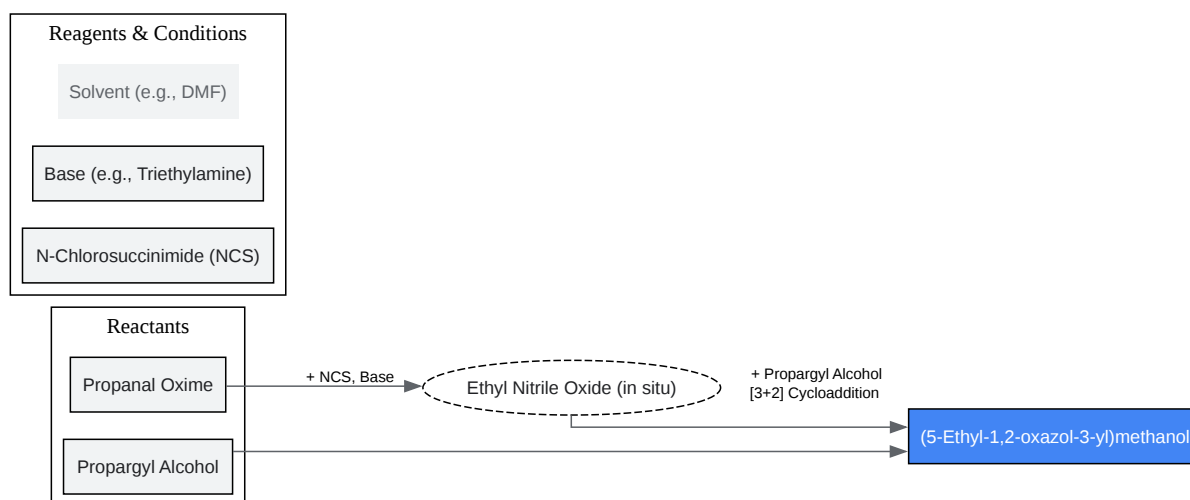 Reagents & Conditions
Solvent (e.g., DMF)
Base (e.g., Triethylamine)
N-Chlorosuccinimide (NCS)
Reactants
Propanal Oxime
+ NCS, Base
Ethyl Nitrile Oxide (in situ)
+ Propargyl Alcohol
[3+2] Cycloaddition
(5-Ethyl-1,2-oxazol-3-yl)methanol
Propargyl Alcohol